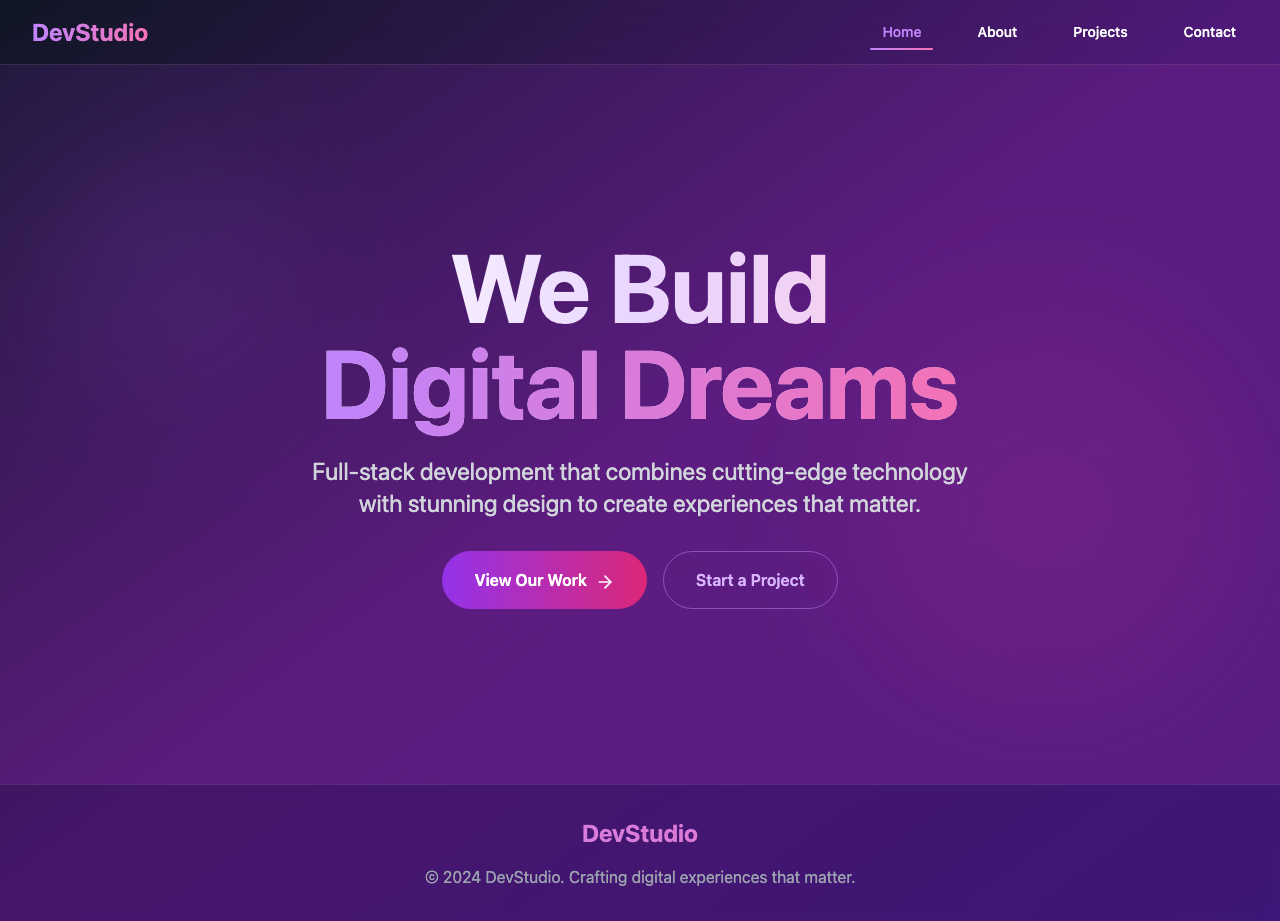 DevStudio
Home About Projects Contact
We Build
Digital Dreams
Full-stack development that combines cutting-edge technology
with stunning design to create experiences that matter.
View Our Work →
Start a Project
DevStudio
© 2024 DevStudio. Crafting digital experiences that matter.